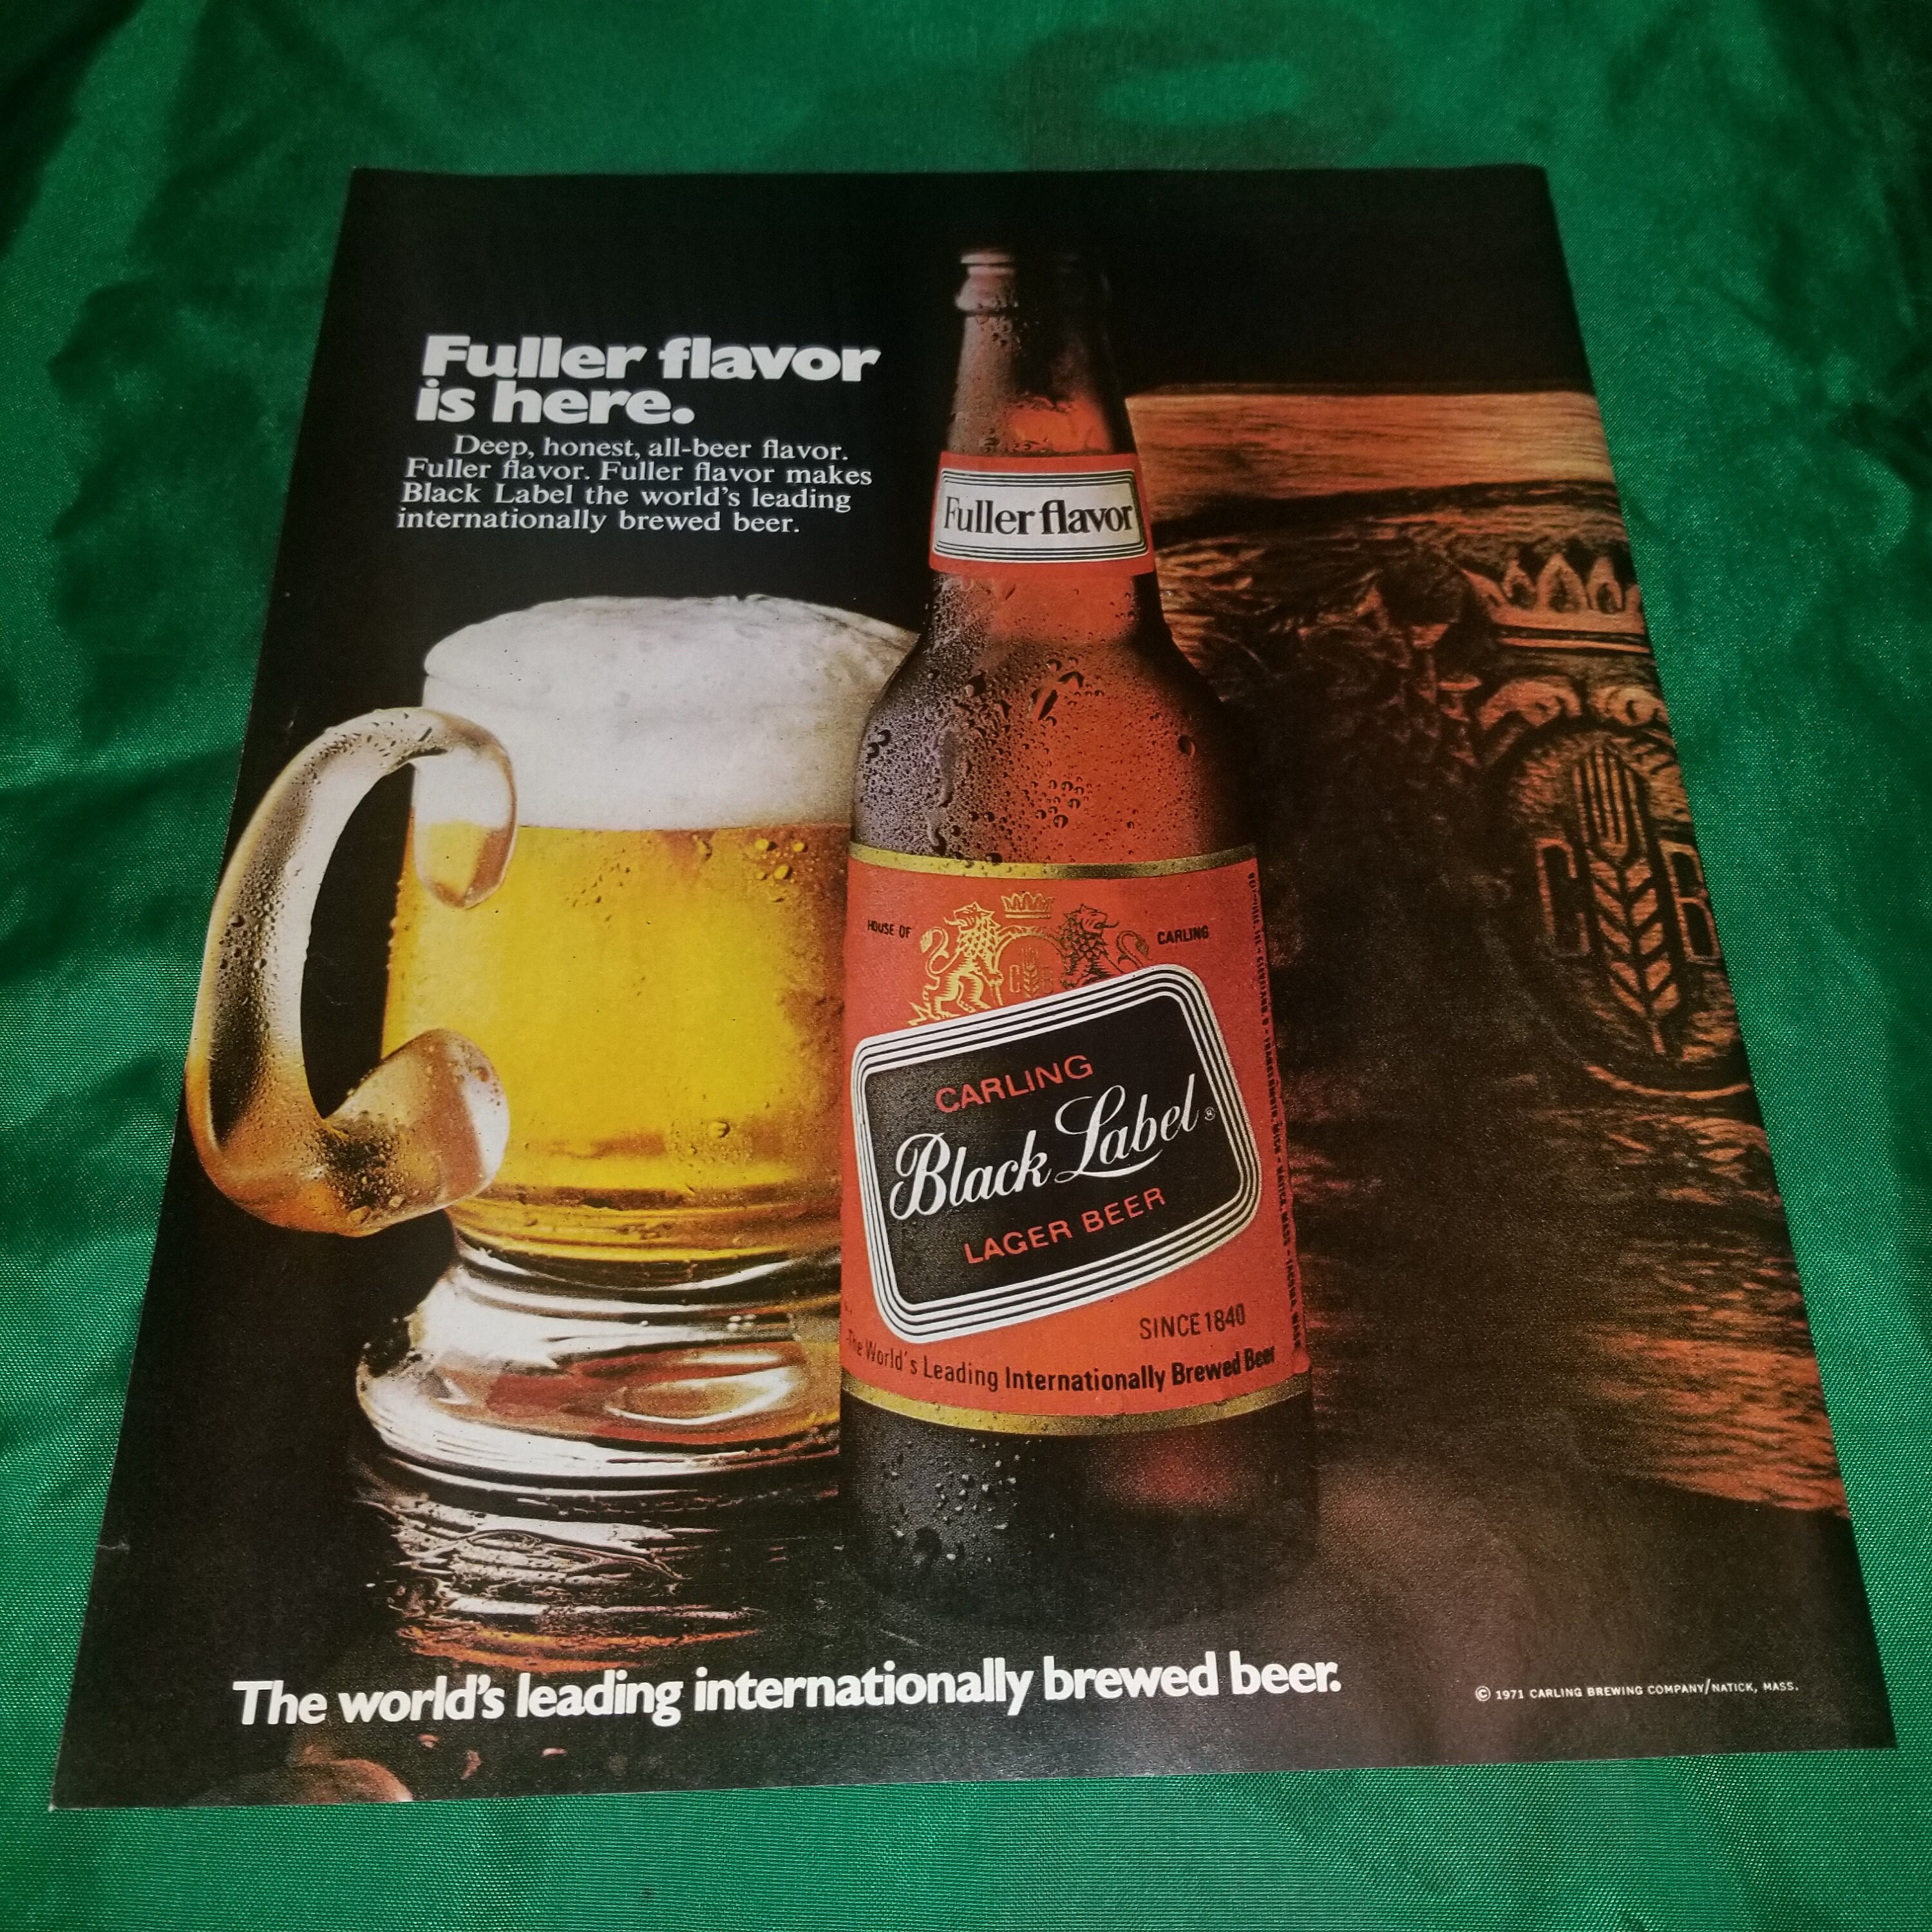 Fuller flavor
is here.
Deep, honest, all-beer flavor.
Fuller flavor. Fuller flavor makes
Black Label the world's leading
internationally brewed beer.
Fuller flavor
HOUSE OF CARLING
C B
C B
CARLING
Black Label®
LAGER BEER
SINCE 1840
The World's Leading Internationally Brewed Beer
The world's leading internationally brewed beer.
© 1971 CARLING BREWING COMPANY/NATICK, MASS.